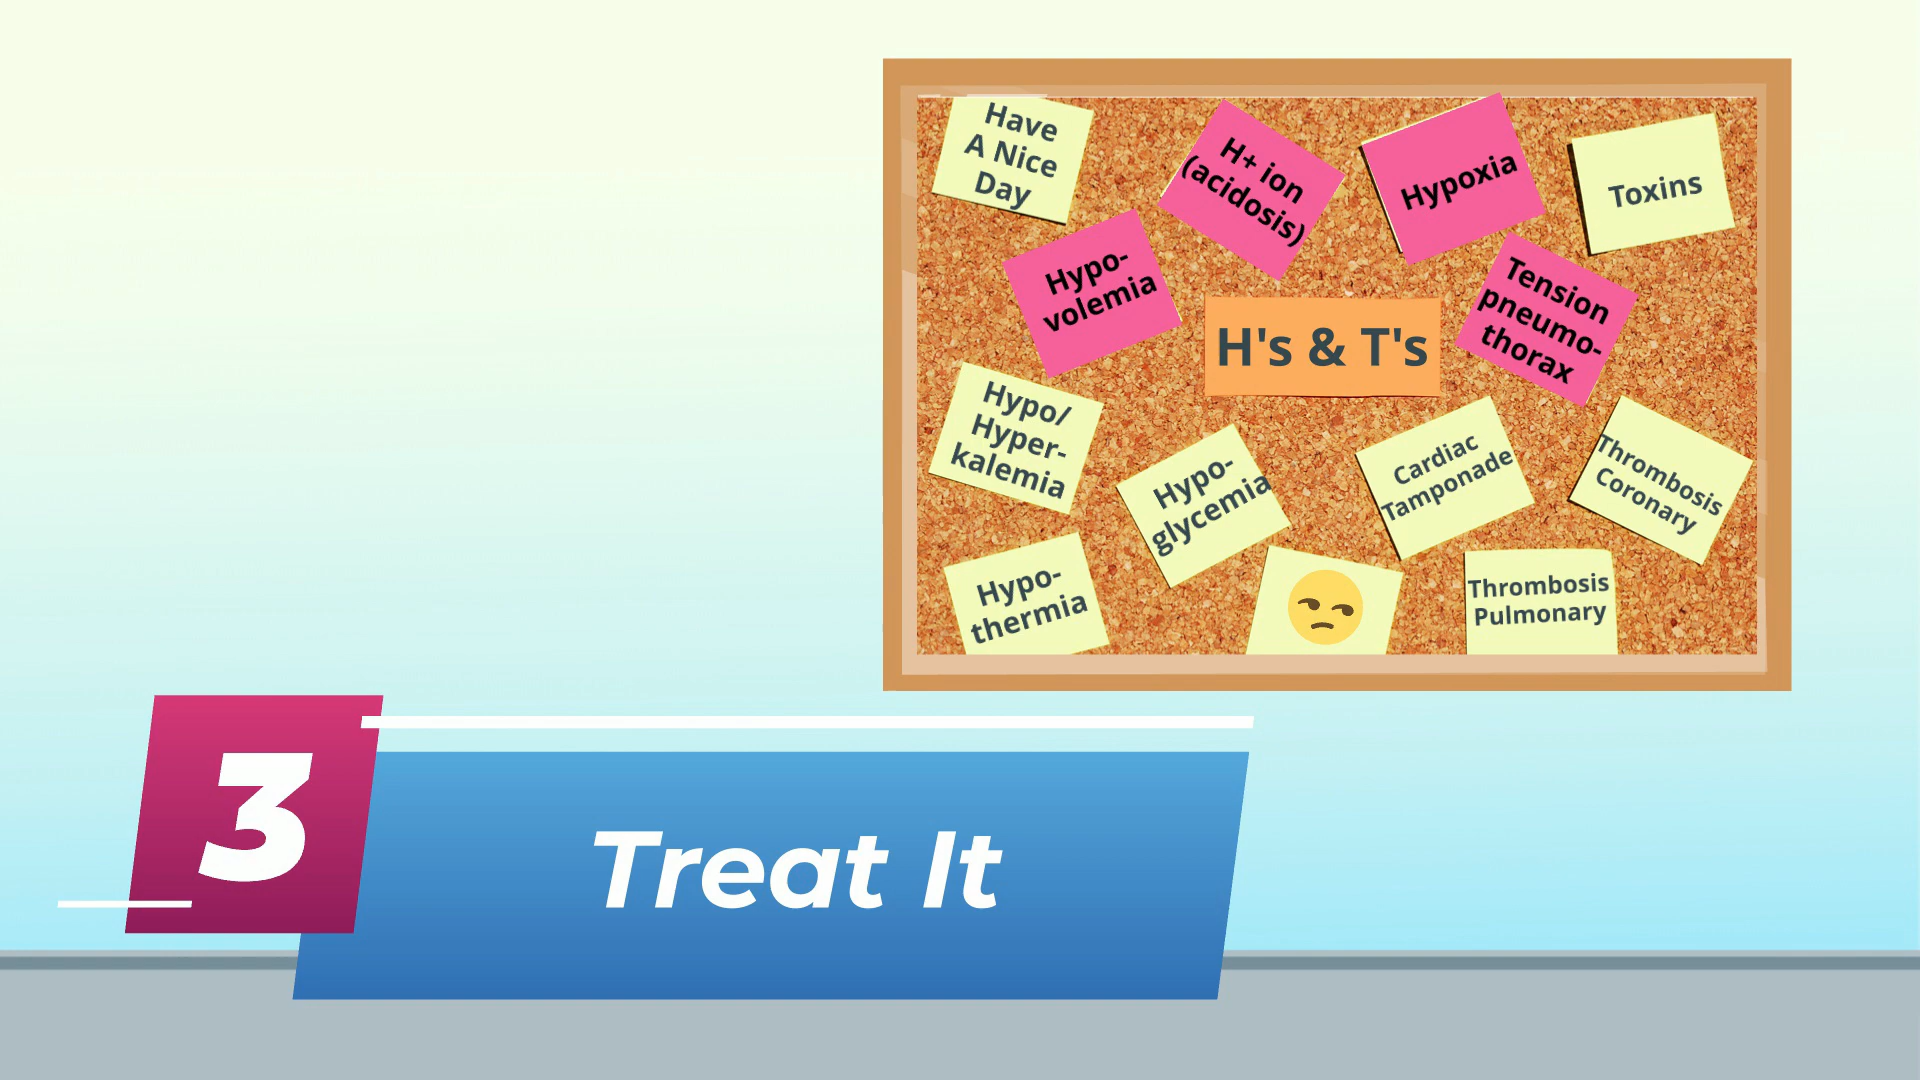 Have
A Nice
Day
H+ ion
(acidosis)
Hypoxia
Toxins
Hypo-
volemia
H's & T's
Tension
pneumo-
thorax
Hypo/
Hyper-
kalemia
Hypo-
glycemia
Cardiac
Tamponade
Thrombosis
Coronary
Hypo-
thermia
Thrombosis
Pulmonary
3
Treat It